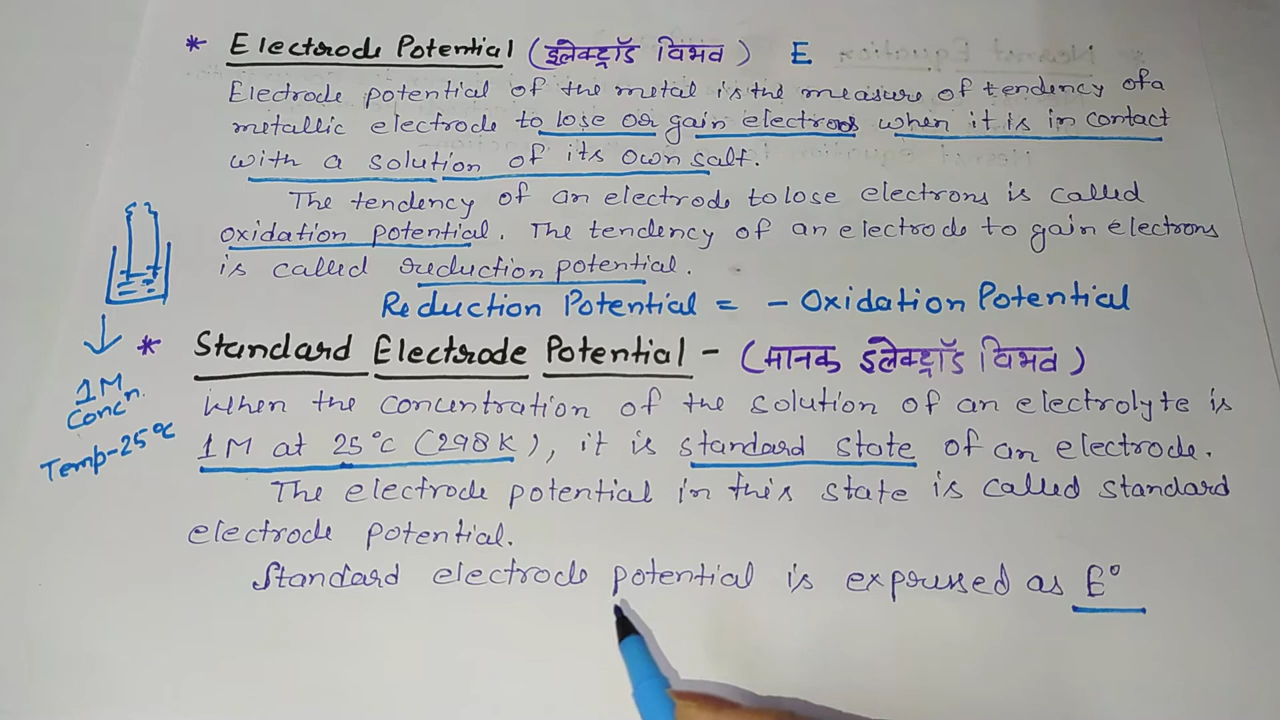 * Electrode Potential (इलेक्ट्रॉड विभव) E
Electrode potential of the metal is the measure of tendency of a
metallic electrode to lose or gain electrons when it is in contact
with a solution of its own salt.
The tendency of an electrode to lose electrons is called
oxidation potential. The tendency of an electrode to gain electrons
is called reduction potential.
Reduction Potential = - Oxidation Potential
* Standard Electrode Potential - (मानक इलेक्ट्रॉड विभव)
1M
Concn.
Temp-25°C
When the concentration of the solution of an electrolyte is
1M at 25°C (298K), it is standard state of an electrode.
The electrode potential in this state is called standard
electrode potential.
Standard electrode potential is expressed as E°